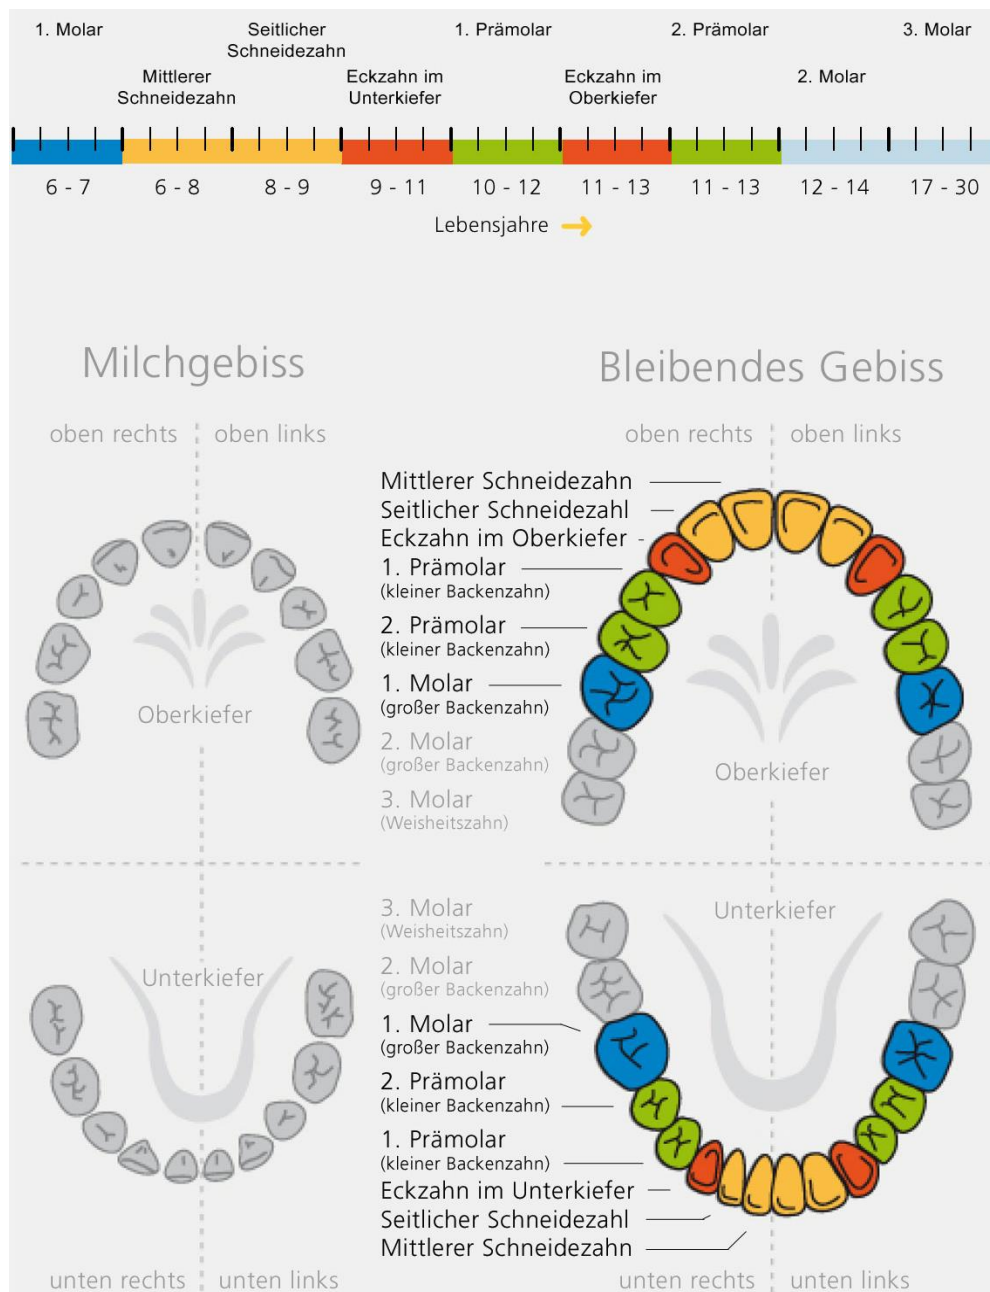 1. Molar
Seitlicher
Schneidezahn
1. Prämolar
2. Prämolar
3. Molar
Mittlerer
Schneidezahn
Eckzahn im
Unterkiefer
Eckzahn im
Oberkiefer
2. Molar
6 - 7
6 - 8
8 - 9
9 - 11
10 - 12
11 - 13
11 - 13
12 - 14
17 - 30
Lebensjahre
Milchgebiss
Bleibendes Gebiss
oben rechts
oben links
oben rechts
oben links
Mittlerer Schneidezahn
Seitlicher Schneidezahl
Eckzahn im Oberkiefer
1. Prämolar
(kleiner Backenzahn)
2. Prämolar
(kleiner Backenzahn)
1. Molar
(großer Backenzahn)
2. Molar
(großer Backenzahn)
3. Molar
(Weisheitszahn)
Oberkiefer
Oberkiefer
3. Molar
(Weisheitszahn)
2. Molar
(großer Backenzahn)
1. Molar
(großer Backenzahn)
2. Prämolar
(kleiner Backenzahn)
1. Prämolar
(kleiner Backenzahn)
Eckzahn im Unterkiefer
Seitlicher Schneidezahl
Mittlerer Schneidezahn
Unterkiefer
Unterkiefer
unten rechts
unten links
unten rechts
unten links